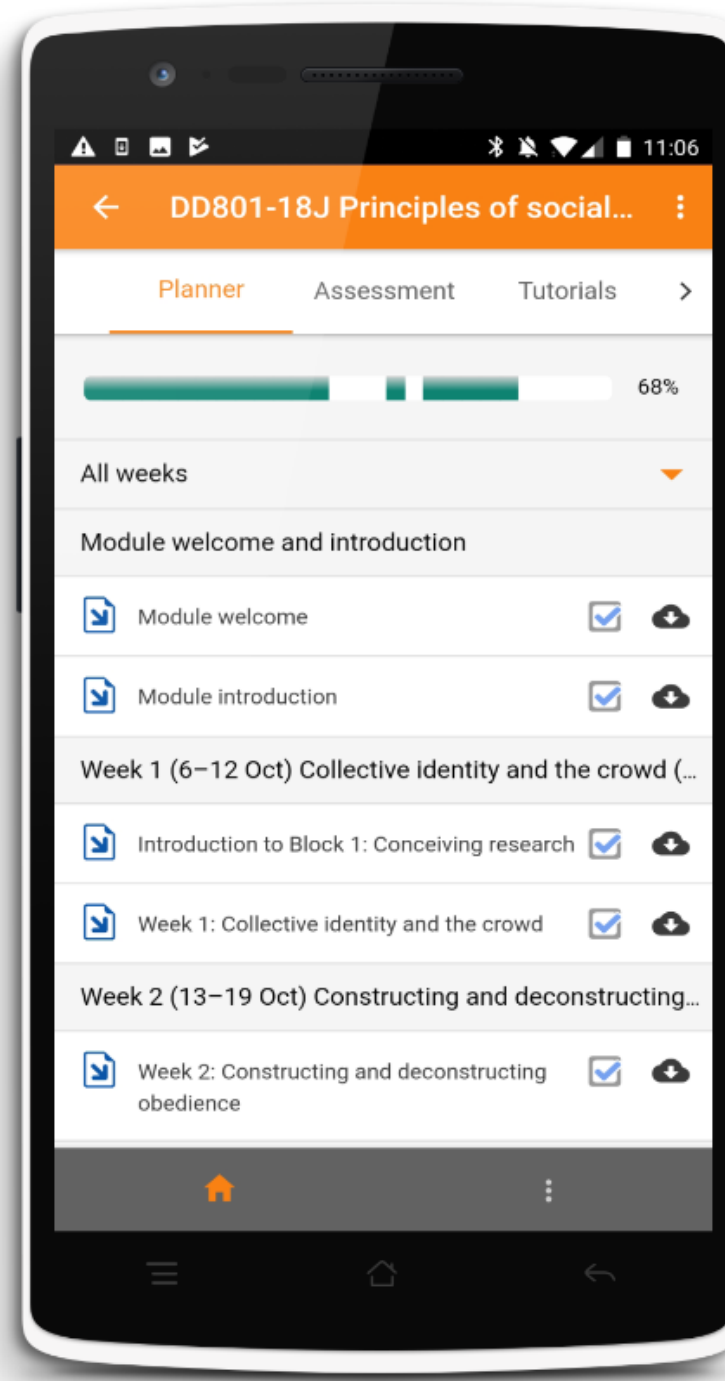 11:06
DD801-18J Principles of social...
Planner Assessment Tutorials
68%
All weeks
Module welcome and introduction
Module welcome
Module introduction
Week 1 (6–12 Oct) Collective identity and the crowd (...
Introduction to Block 1: Conceiving research
Week 1: Collective identity and the crowd
Week 2 (13–19 Oct) Constructing and deconstructing...
Week 2: Constructing and deconstructing
obedience